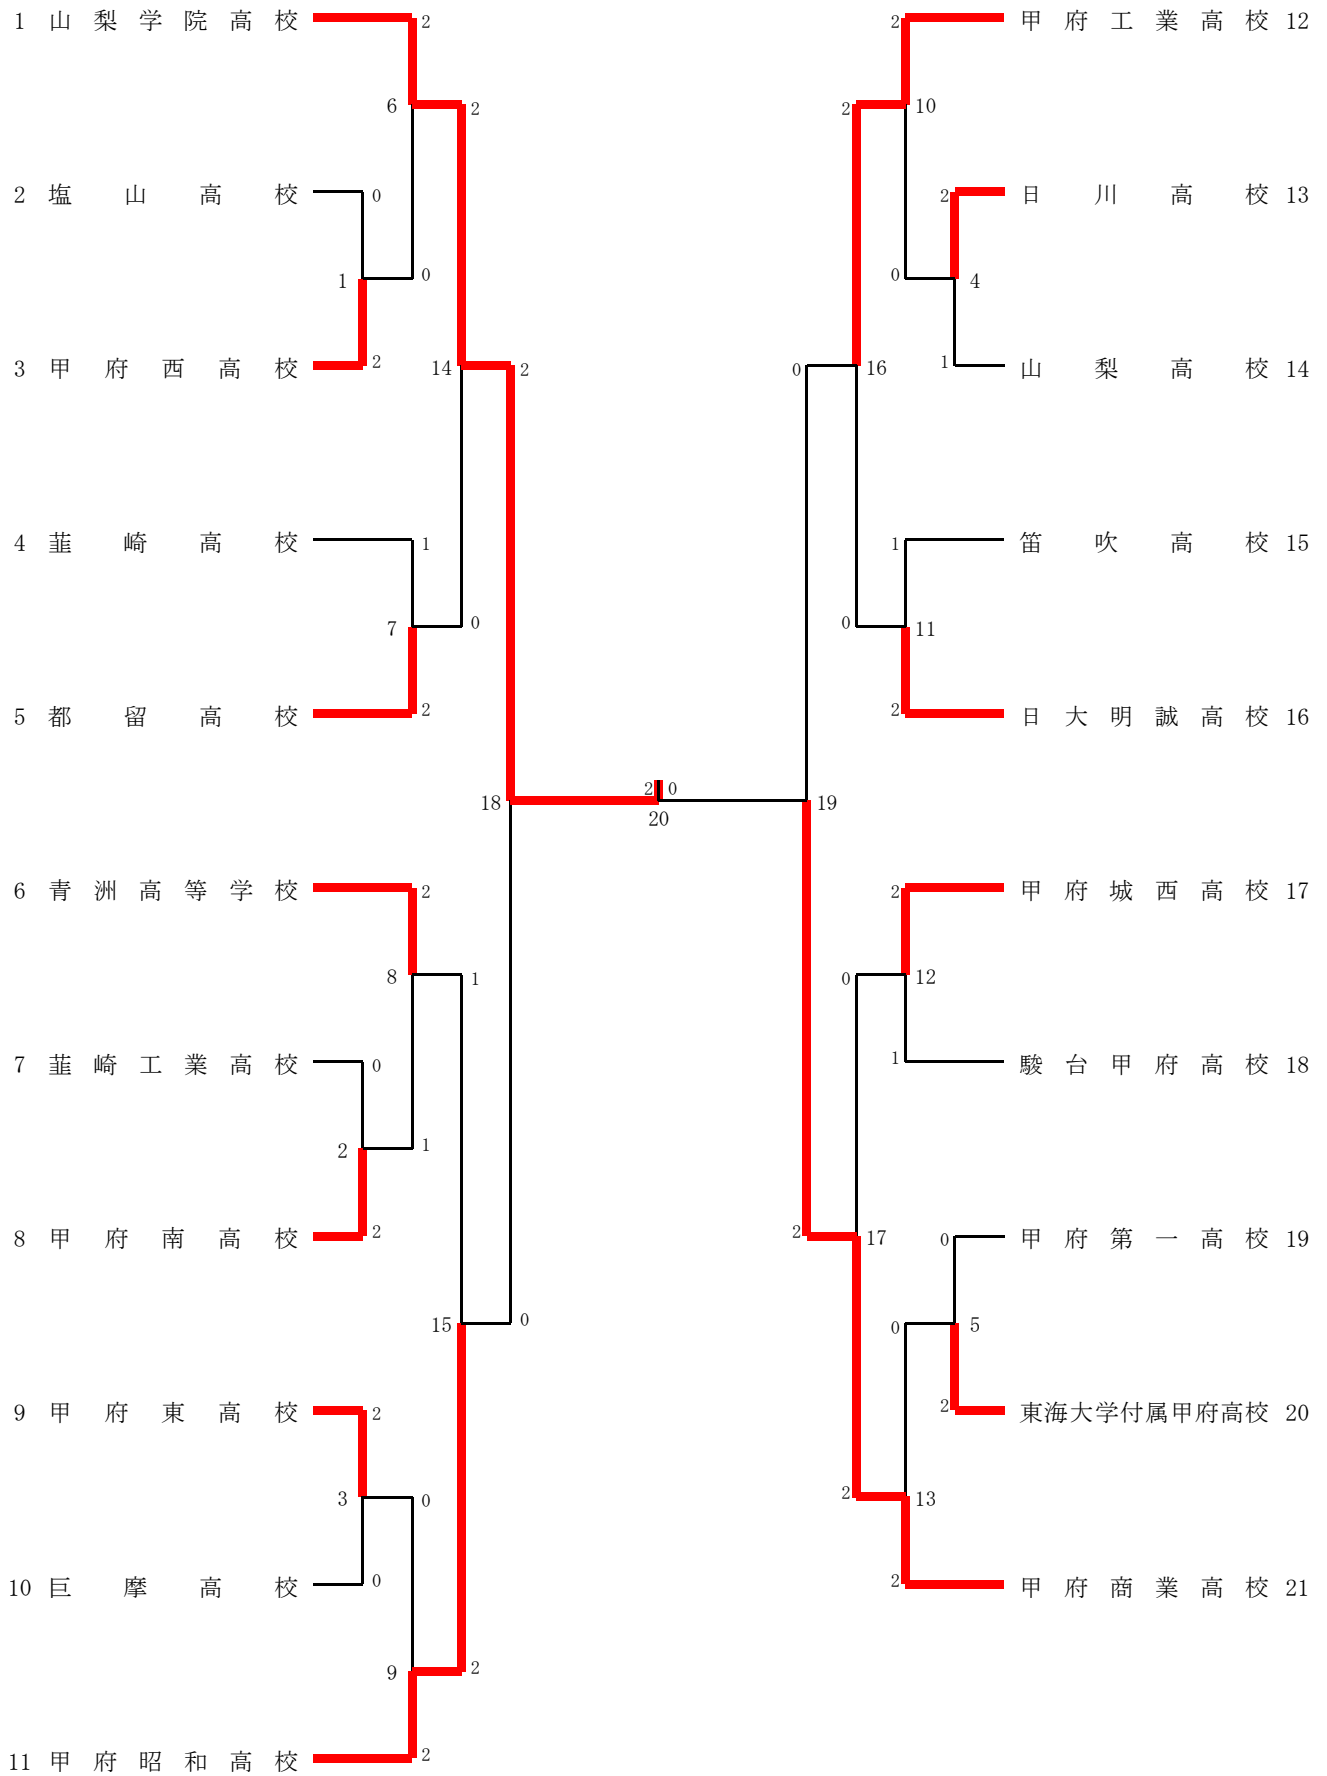 1 山梨学院高校 2 2 甲府工業高校 12
6 2 2 10
2 塩山高校 0 2 日川高校 13
1 0 0 4
3 甲府西高校 2 14 2 0 16 1 山梨高校 14
4 韮崎高校 1 1 笛吹高校 15
7 0 0 11
5 都留高校 2 2 日大明誠高校 16
18 2 0 19
20
6 青洲高等学校 2 2 甲府城西高校 17
8 1 0 12
7 韮崎工業高校 0 1 駿台甲府高校 18
2 1
8 甲府南高校 2 2 17 0 甲府第一高校 19
15 0 0 5
9 甲府東高校 2 2 東海大学付属甲府高校 20
3 0 2 13
10 巨摩高校 0 2 甲府商業高校 21
9 2
11 甲府昭和高校 2